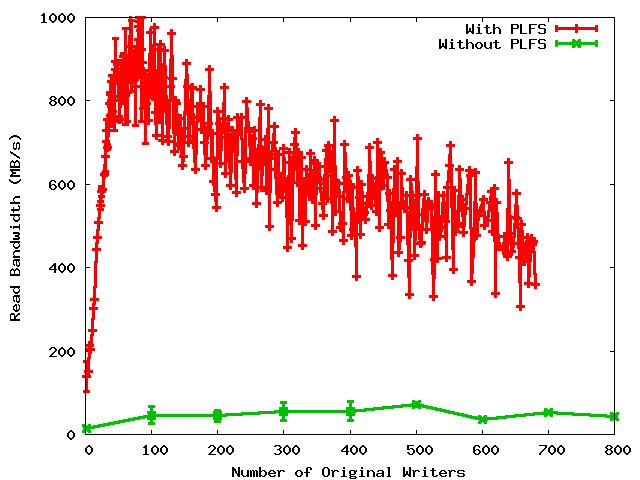 With PLFS
Without PLFS
Read Bandwidth (MB/s)
1000
800
600
400
200
0
0 100 200 300 400 500 600 700 800
Number of Original Writers